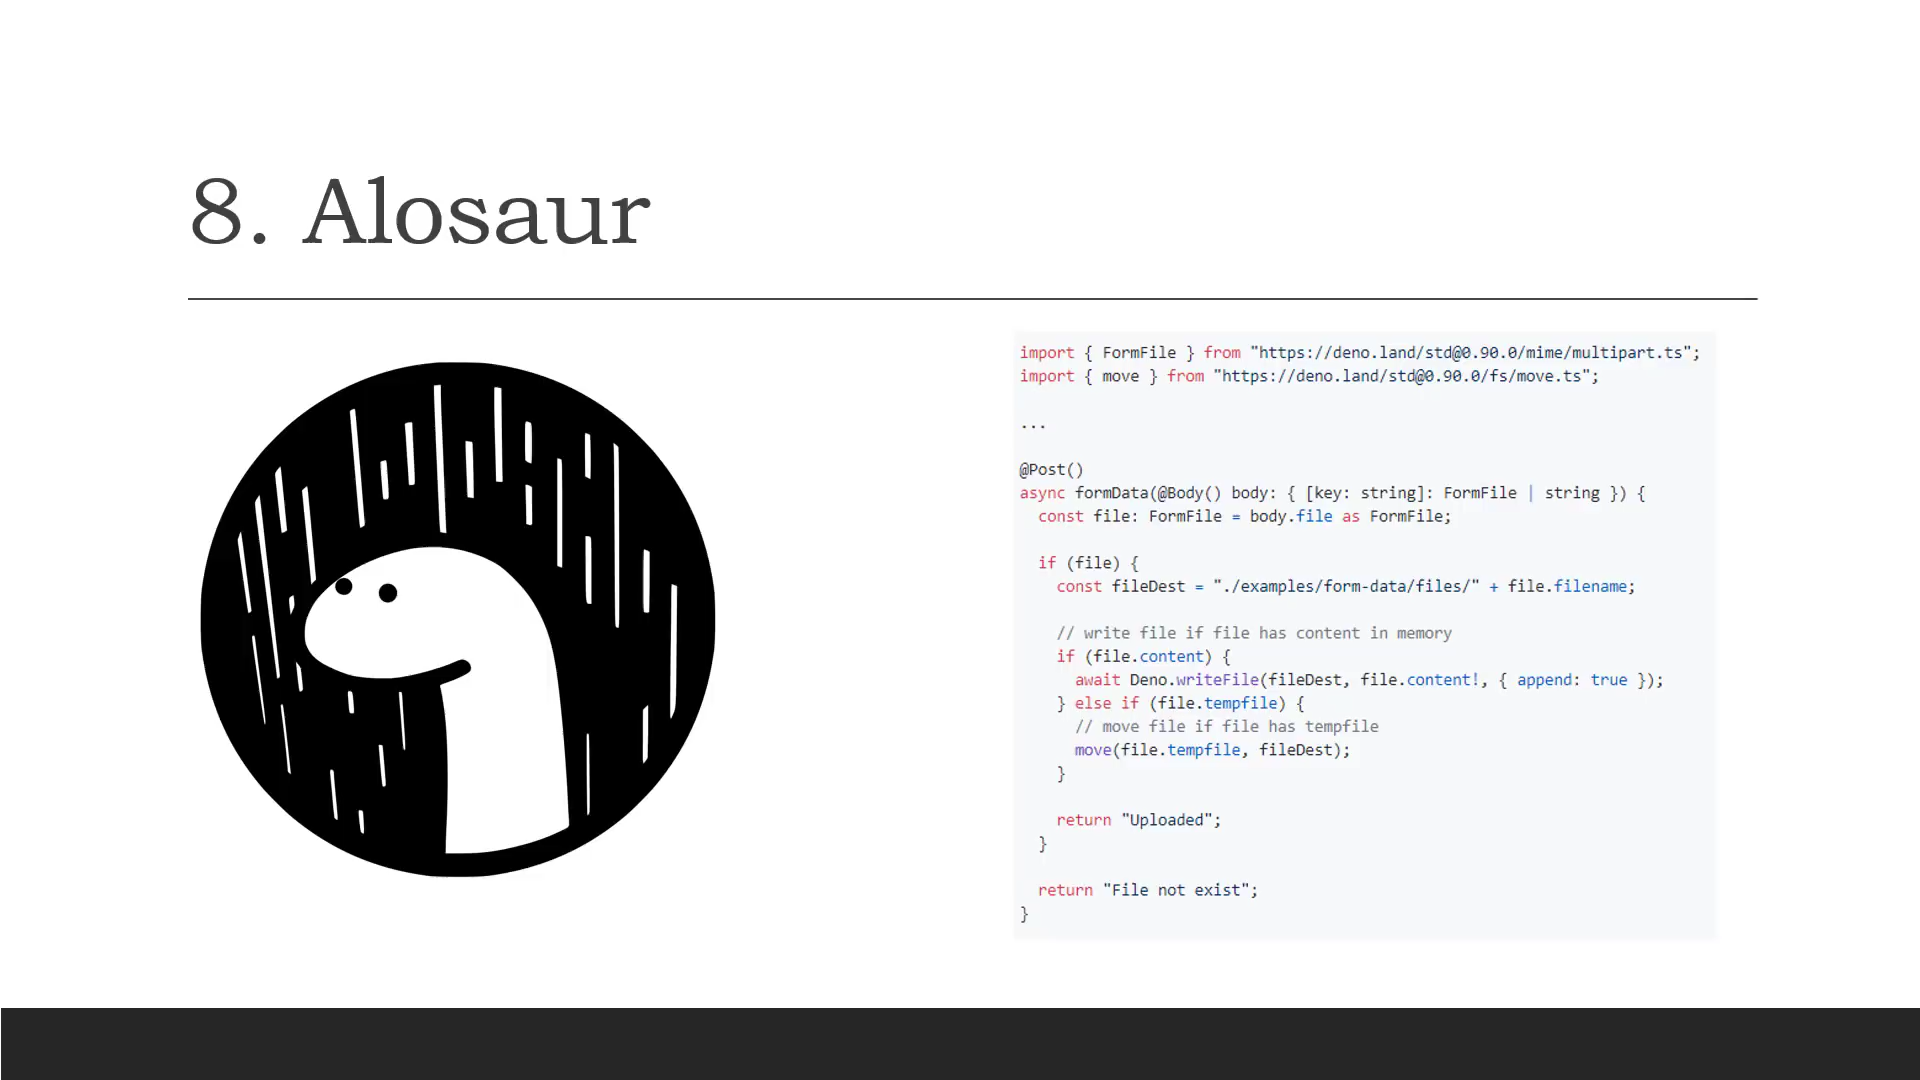 8. Alosaur
import { FormFile } from "https://deno.land/std@0.90.0/mime/multipart.ts";
import { move } from "https://deno.land/std@0.90.0/fs/move.ts";
...
@Post()
async formData(@Body() body: { [key: string]: FormFile | string }) {
  const file: FormFile = body.file as FormFile;
  if (file) {
    const fileDest = "./examples/form-data/files/" + file.filename;
    // write file if file has content in memory
    if (file.content) {
      await Deno.writeFile(fileDest, file.content!, { append: true });
    } else if (file.tempfile) {
      // move file if file has tempfile
      move(file.tempfile, fileDest);
    }
    return "Uploaded";
  }
  return "File not exist";
}